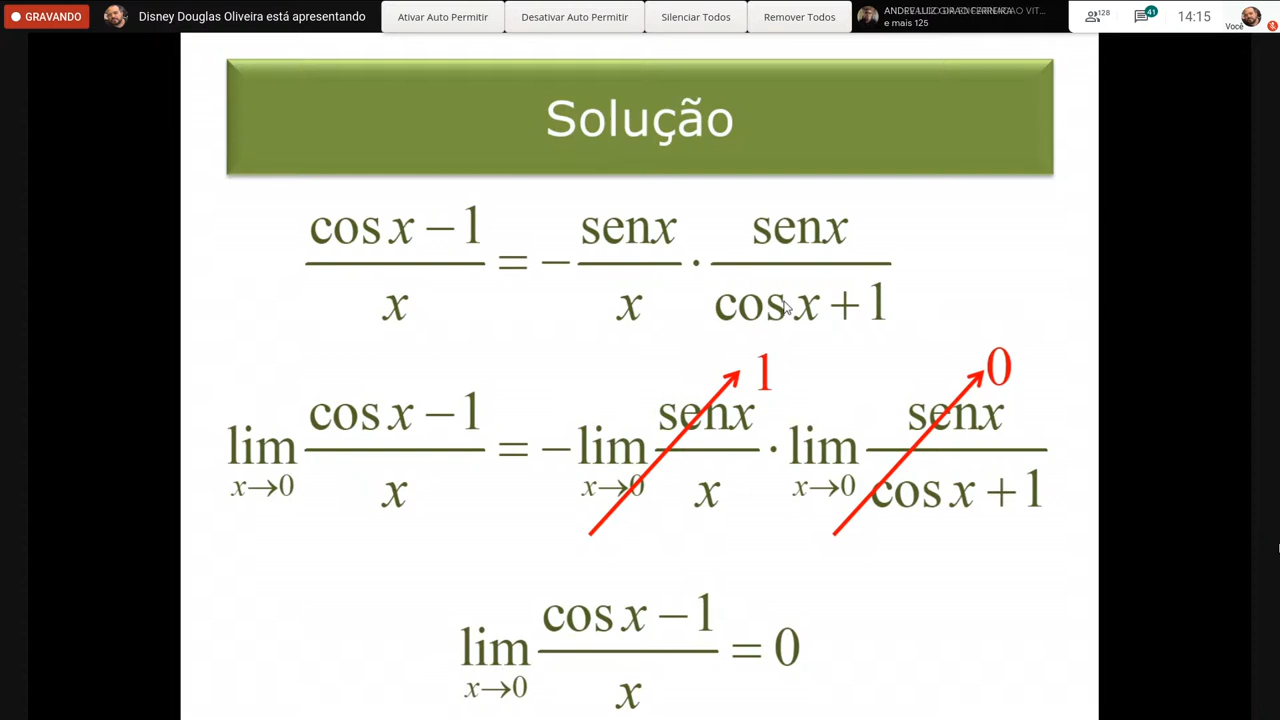 GRAVANDO
Disney Douglas Oliveira está apresentando
Ativar Auto Permitir
Desativar Auto Permitir
Silenciar Todos
Remover Todos
e mais 125
128
41
14:15
Você
Solução
cos x − 1 / x = − senx / x · senx / cos x + 1
lim x→0 cos x − 1 / x = − lim x→0 senx / x · lim x→0 senx / cos x + 1
1
0
lim x→0 cos x − 1 / x = 0